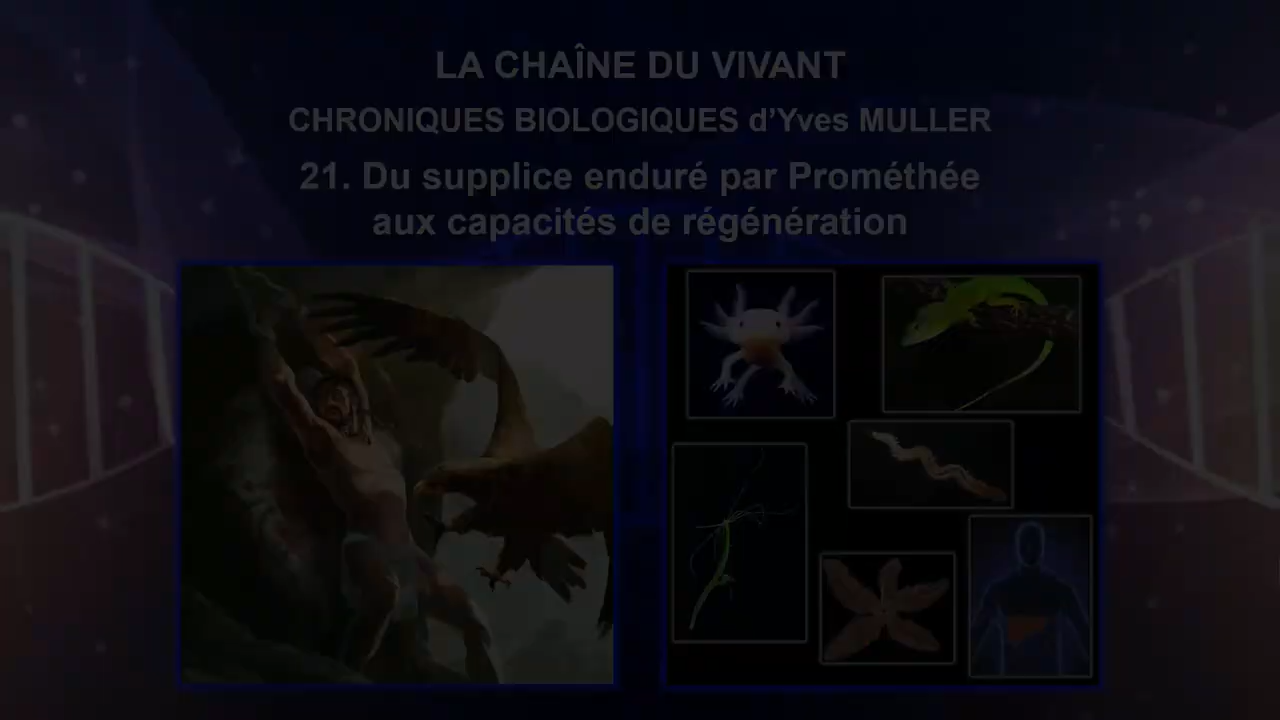 LA CHAÎNE DU VIVANT
CHRONIQUES BIOLOGIQUES d’Yves MULLER
21. Du supplice enduré par Prométhée
aux capacités de régénération